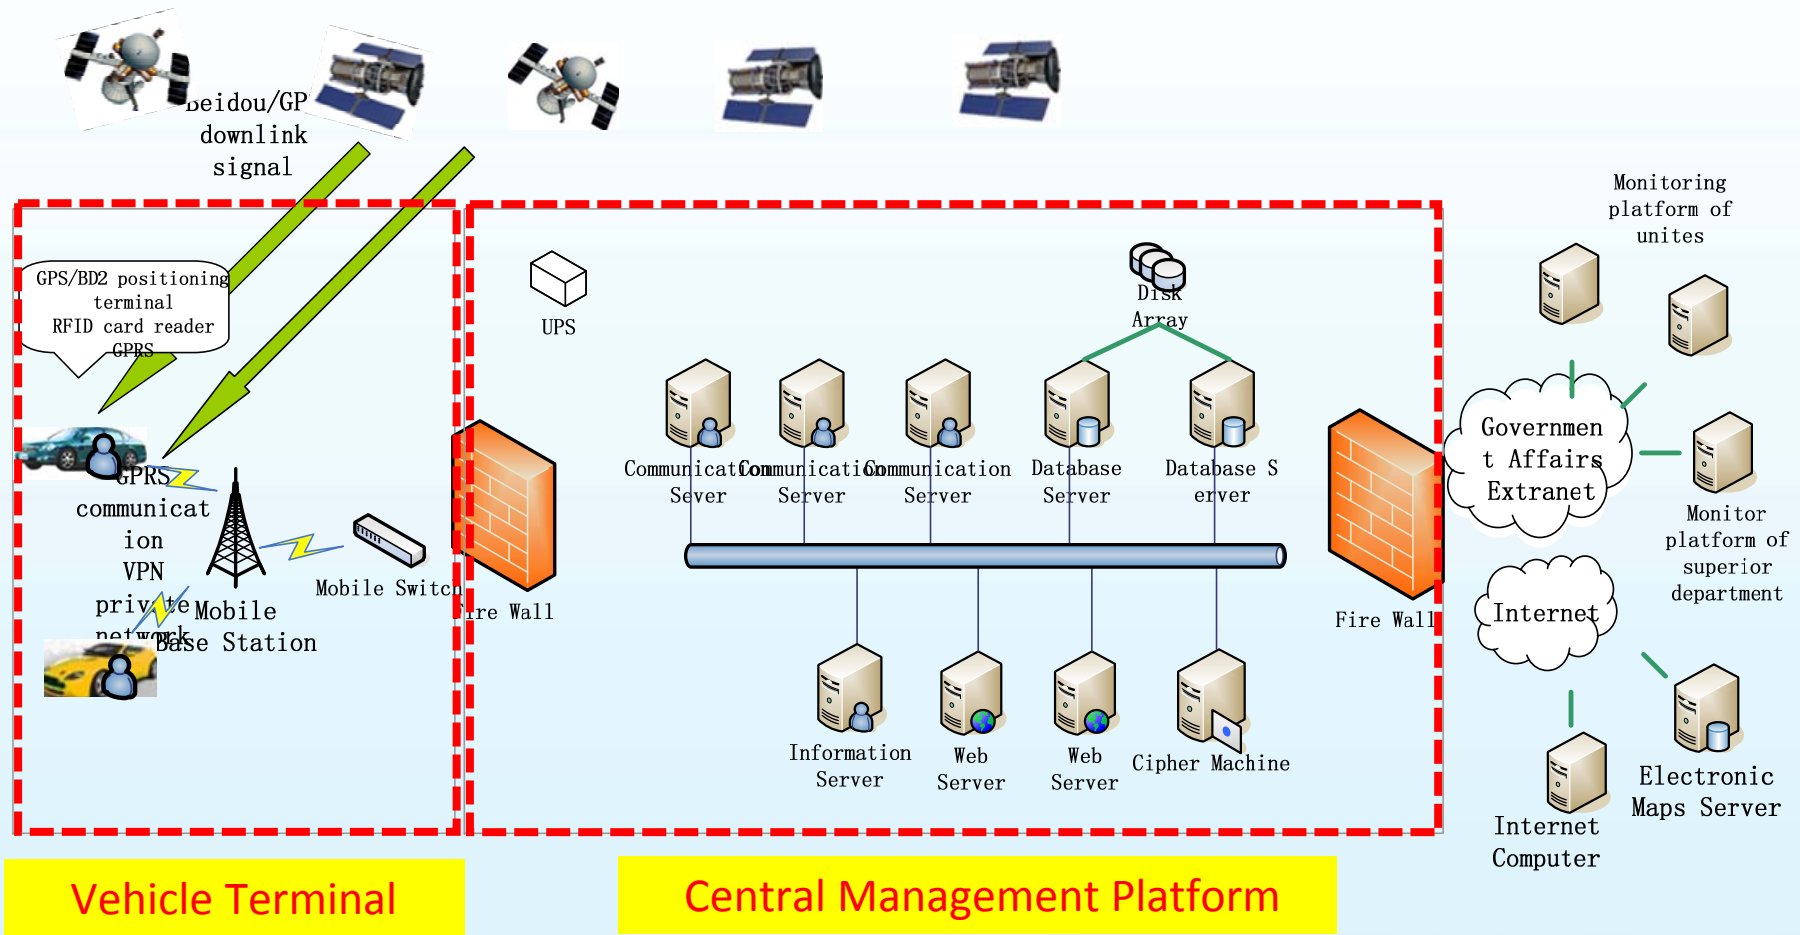 Beidou/GP
downlink
signal
GPS/BD2 positioning
terminal
RFID card reader
GPRS
GPRS
communicat
ion
VPN
private
network
Mobile
Base Station
Mobile Switch
Fire Wall
UPS
Disk
Array
Communication
Sever
Communication
Server
Communication
Server
Database
Server
Database S
erver
Information
Server
Web
Server
Web
Server
Cipher Machine
Fire Wall
Monitoring
platform of
unites
Governmen
t Affairs
Extranet
Monitor
platform of
superior
department
Internet
Electronic
Maps Server
Internet
Computer
Vehicle Terminal
Central Management Platform